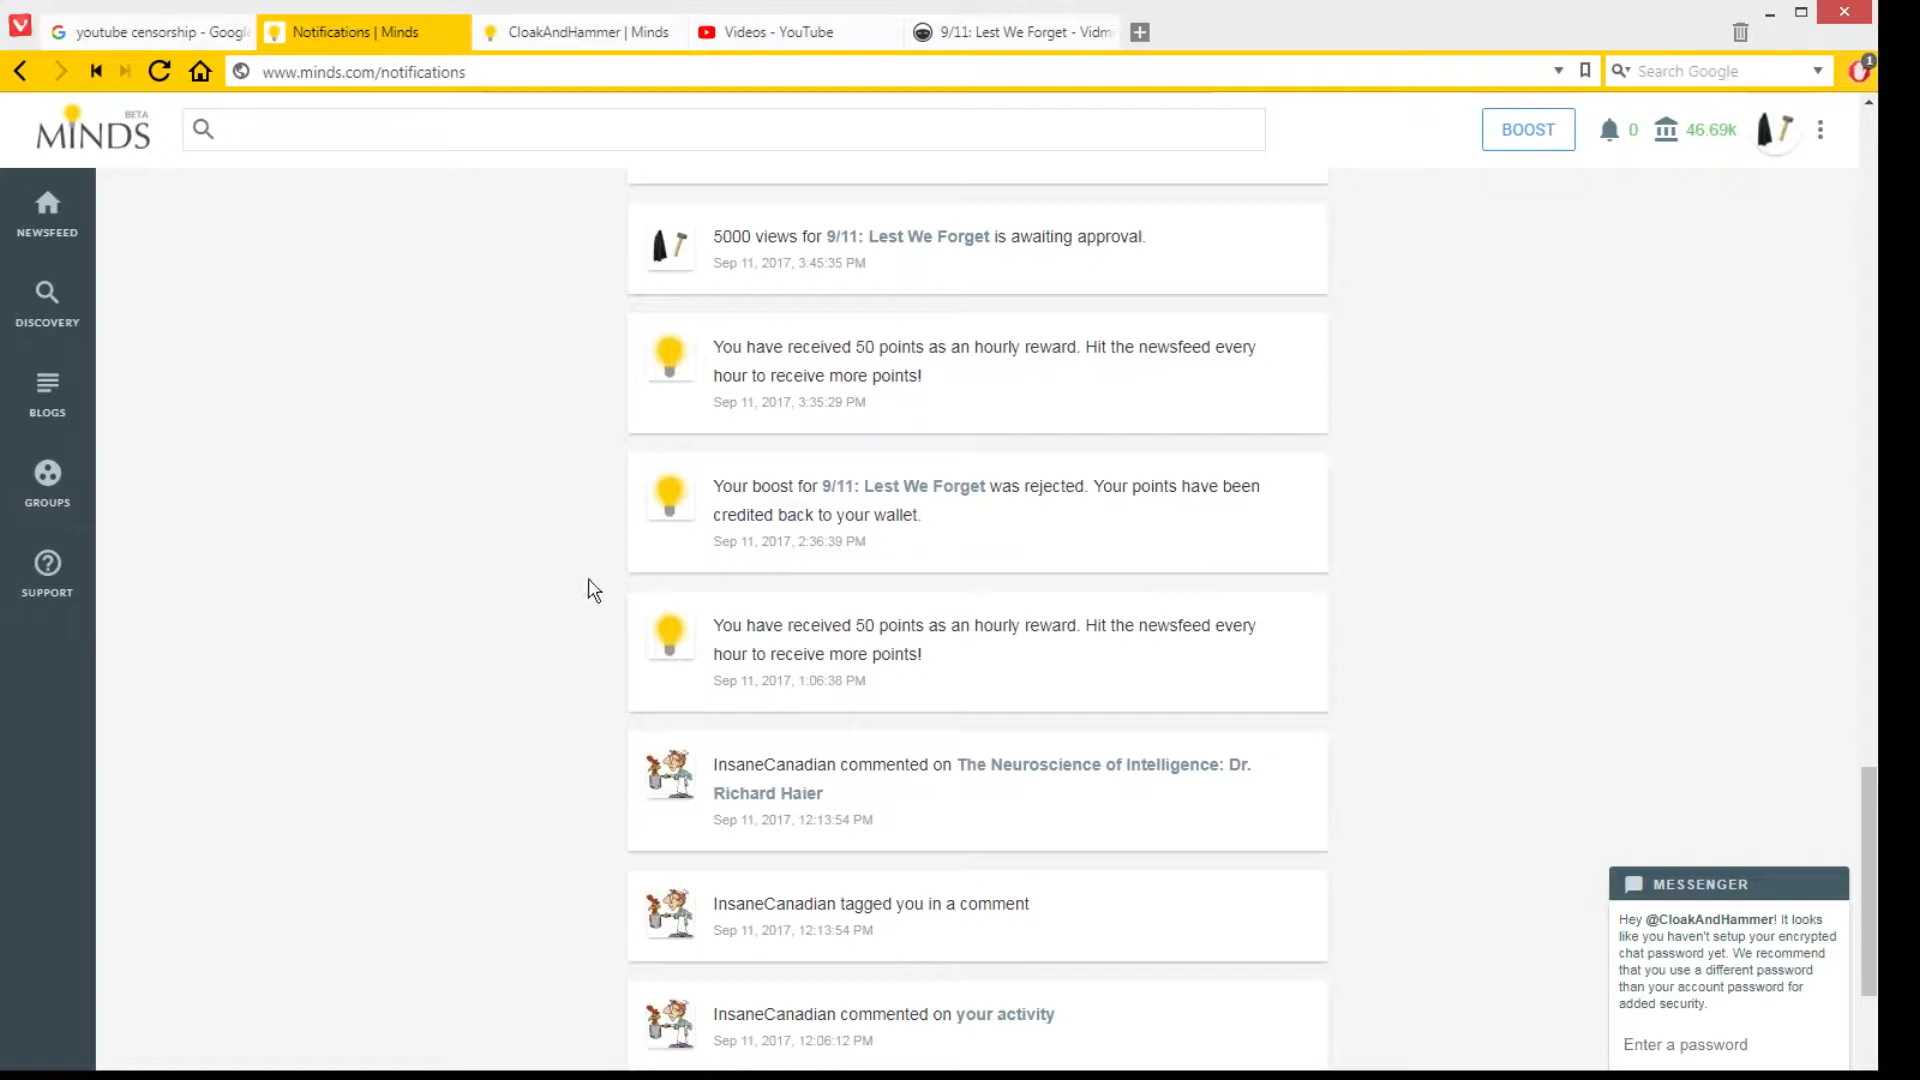 youtube censorship - Googl
Notifications | Minds
CloakAndHammer | Minds
Videos - YouTube
9/11: Lest We Forget - Vidm
www.minds.com/notifications
Search Google
1
BETA
MINDS
BOOST
0
46.69k
NEWSFEED
DISCOVERY
BLOGS
GROUPS
SUPPORT
5000 views for 9/11: Lest We Forget is awaiting approval.
Sep 11, 2017, 3:45:35 PM
You have received 50 points as an hourly reward. Hit the newsfeed every
hour to receive more points!
Sep 11, 2017, 3:35:29 PM
Your boost for 9/11: Lest We Forget was rejected. Your points have been
credited back to your wallet.
Sep 11, 2017, 2:36:39 PM
You have received 50 points as an hourly reward. Hit the newsfeed every
hour to receive more points!
Sep 11, 2017, 1:06:38 PM
InsaneCanadian commented on The Neuroscience of Intelligence: Dr.
Richard Haier
Sep 11, 2017, 12:13:54 PM
InsaneCanadian tagged you in a comment
Sep 11, 2017, 12:13:54 PM
InsaneCanadian commented on your activity
Sep 11, 2017, 12:06:12 PM
MESSENGER
Hey @CloakAndHammer! It looks
like you haven't setup your encrypted
chat password yet. We recommend
that you use a different password
than your account password for
added security.
Enter a password